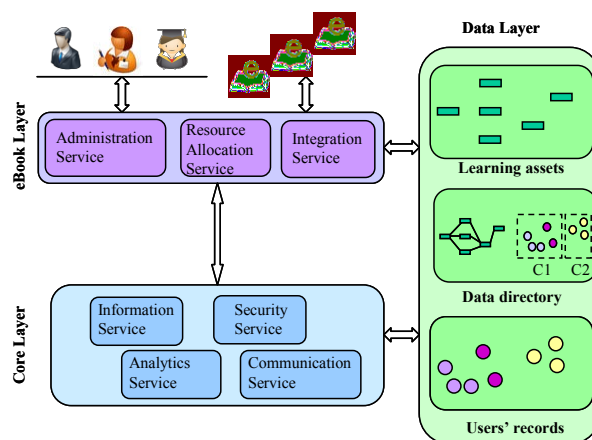 Data Layer
eBook Layer
Administration
Service
Resource
Allocation
Service
Integration
Service
Learning assets
C1
C2
Data directory
Core Layer
Information
Service
Security
Service
Analytics
Service
Communication
Service
Users' records